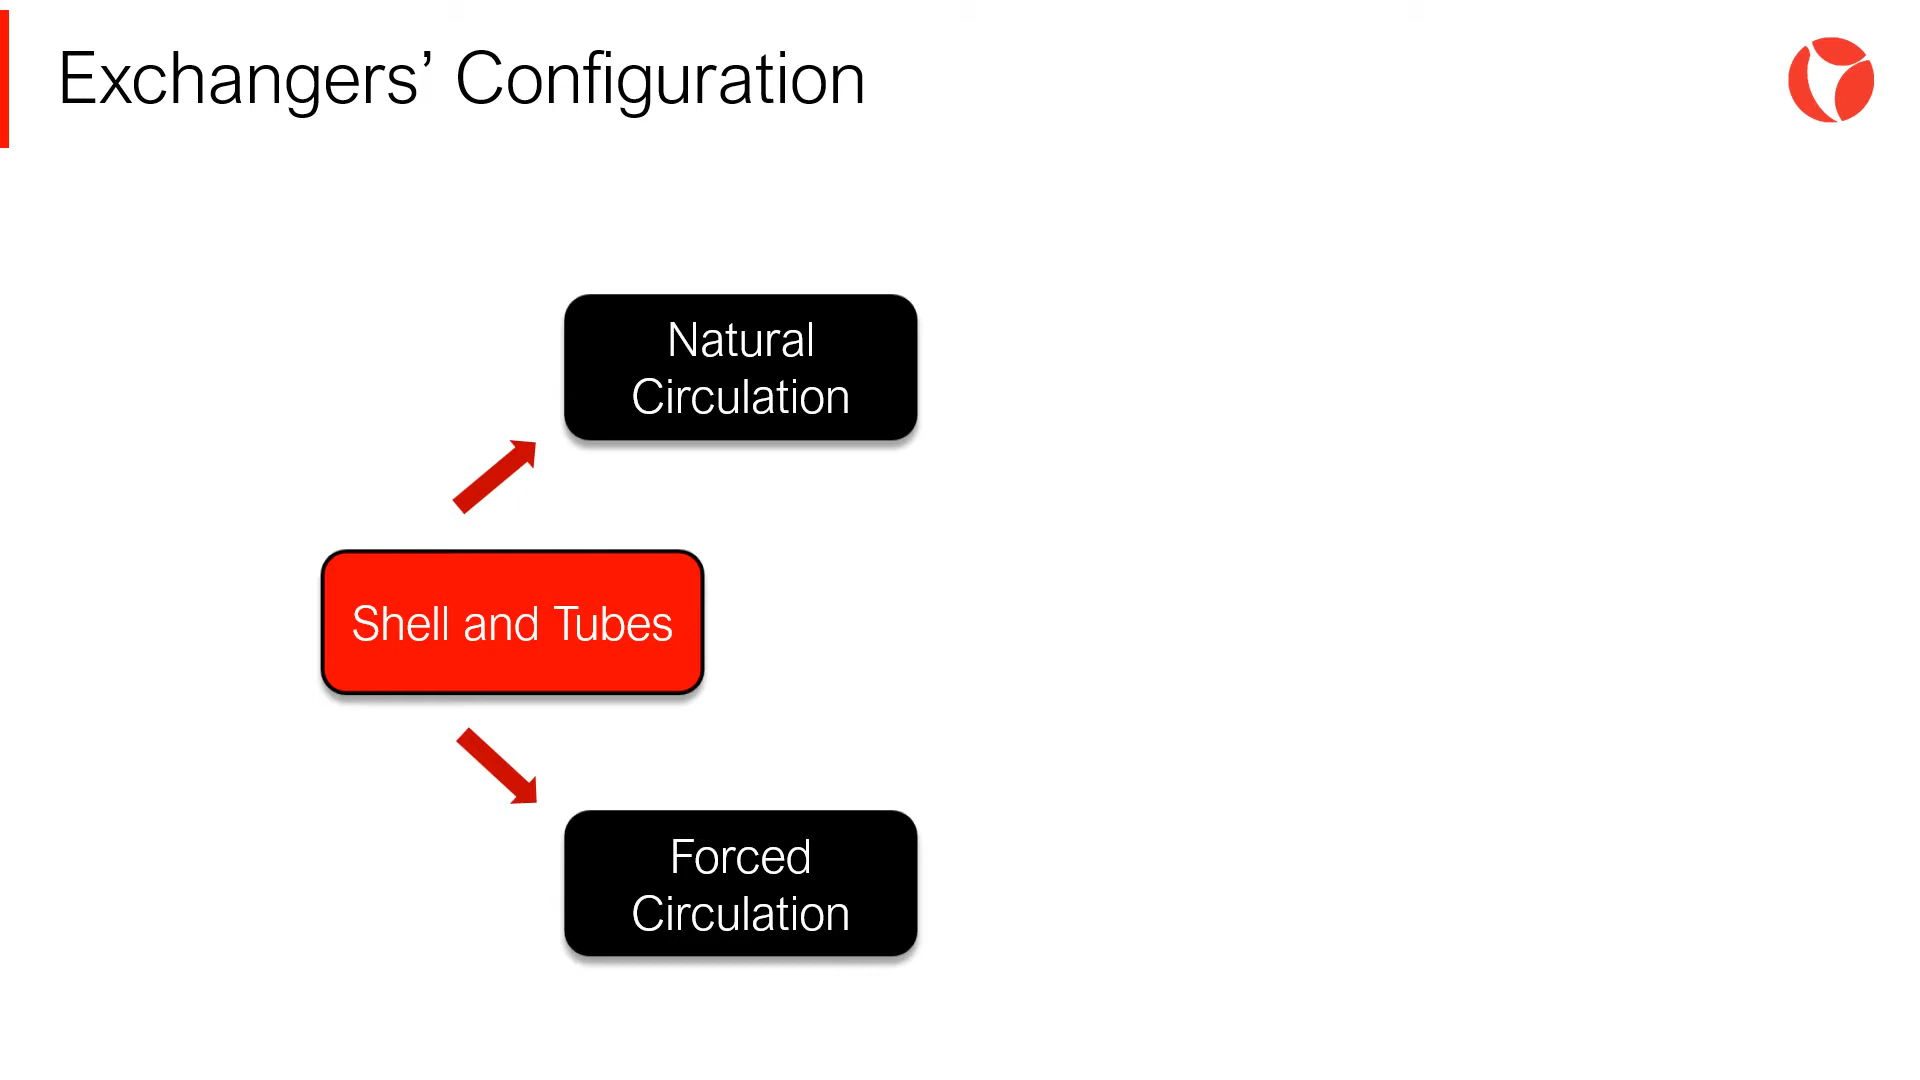 Exchangers’ Configuration
Natural
Circulation
Shell and Tubes
Forced
Circulation